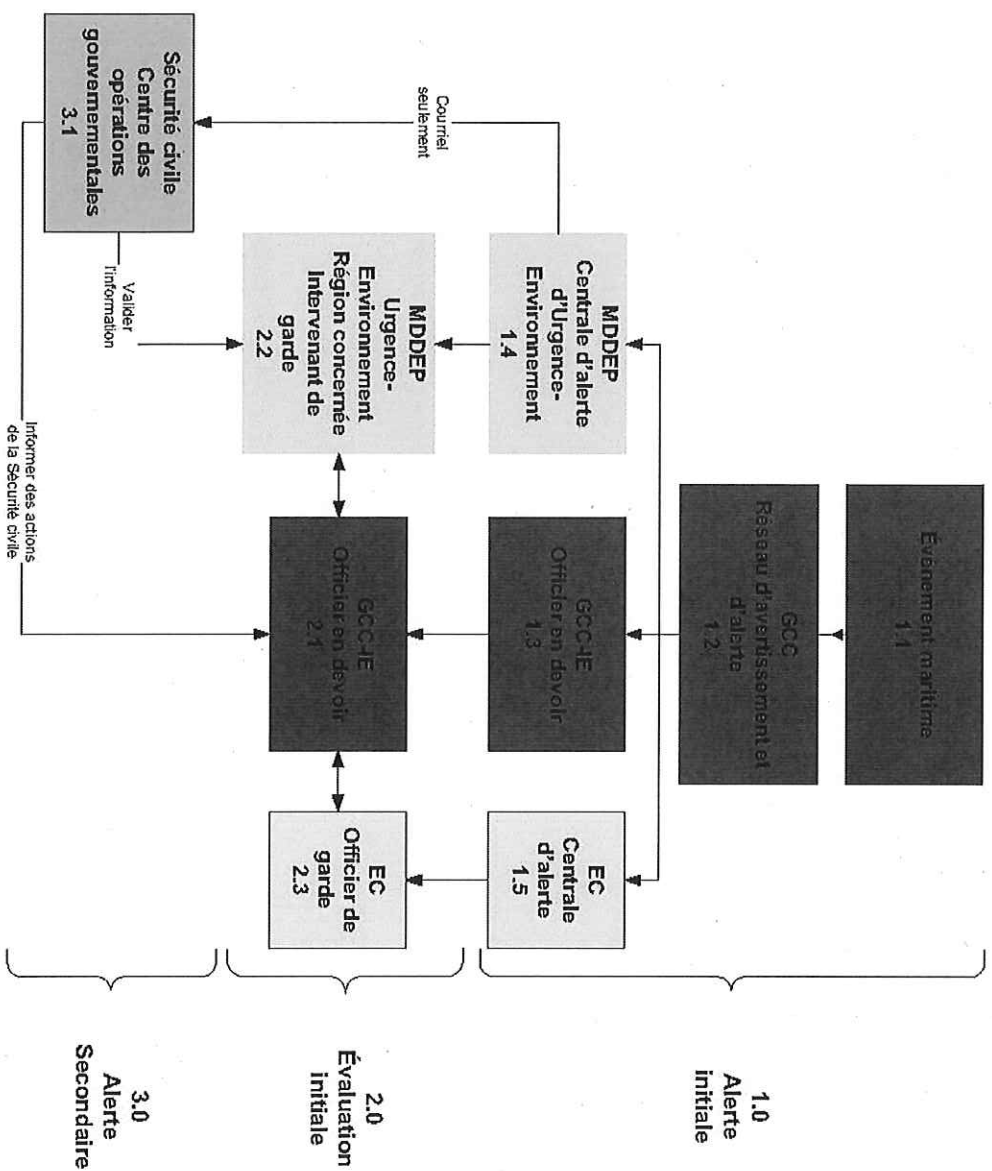 Évènement maritime
1.1
GCC
Réseau d'avertissement et
d'alerte
1.2
MDDEP
Centrale d'alerte
d'Urgence-
Environnement
1.4
GCC-IE
Officier en devoir
1.3
EC
Centrale
d'alerte
1.5
1.0
Alerte
initiale
Courriel
seulement
MDDEP
Urgence-
Environnement
Région concernée
Intervenant de
garde
2.2
GCC-IE
Officier en devoir
2.1
EC
Officier de
garde
2.3
2.0
Évaluation
initiale
Sécurité civile
Centre des
opérations
gouvernementales
3.1
Valider
l'information
Informer des actions
de la Sécurité civile
3.0
Alerte
Secondaire